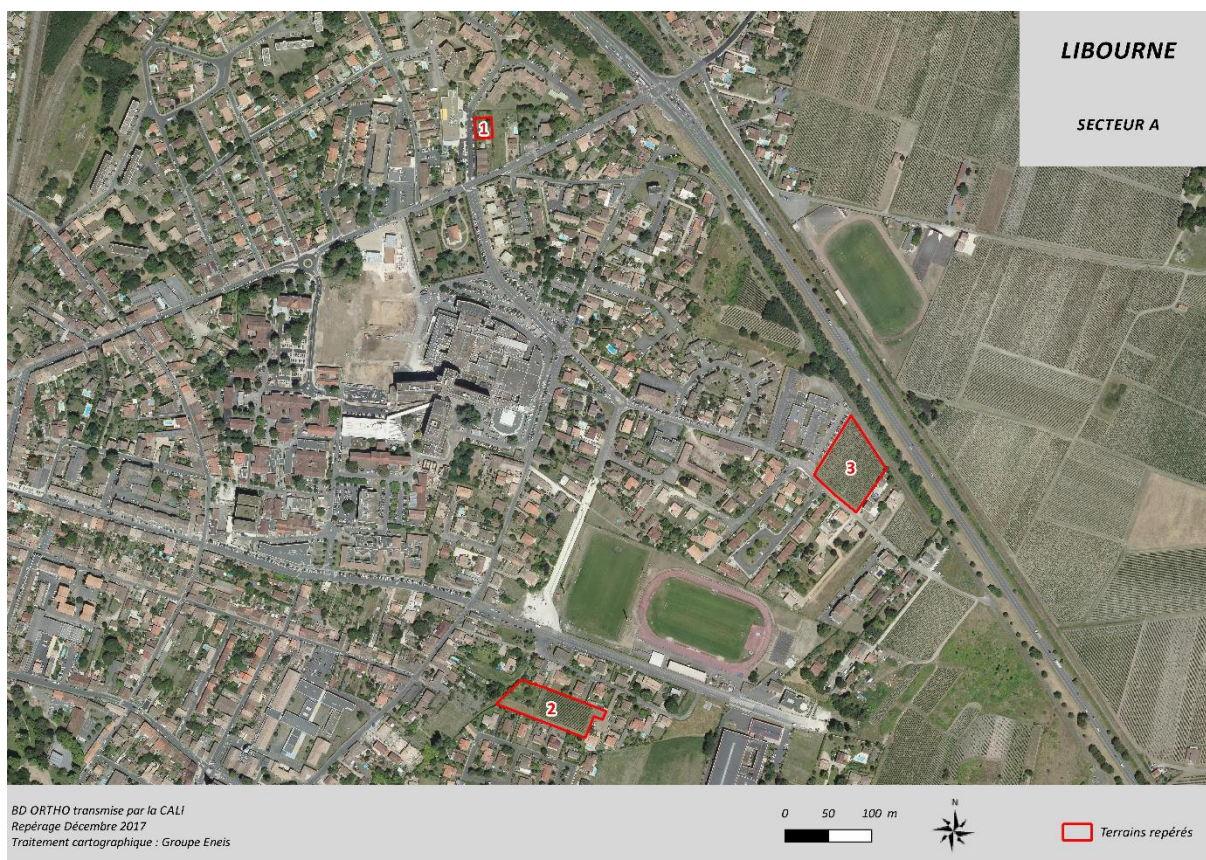 LIBOURNE
SECTEUR A
1
3
2
BD ORTHO transmise par la CALI
Repérage Décembre 2017
Traitement cartographique : Groupe Eneis
0 50 100 m
N
Terrains repérés